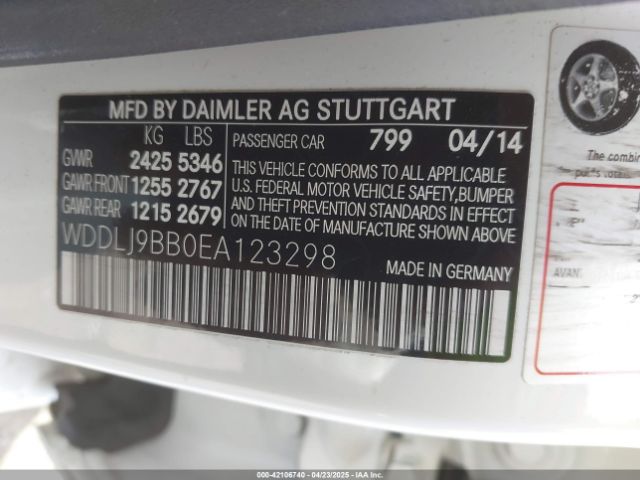 MFD BY DAIMLER AG STUTTGART
KG LBS
GVWR 2425 5346
GAWR FRONT 1255 2767
GAWR REAR 1215 2679
PASSENGER CAR 799 04/14
THIS VEHICLE CONFORMS TO ALL APPLICABLE
U.S. FEDERAL MOTOR VEHICLE SAFETY,BUMPER
AND THEFT PREVENTION STANDARDS IN EFFECT
ON THE DATE OF MANUFACTURE SHOWN ABOVE.
WDDLJ9BB0EA123298
MADE IN GERMANY
The combin
000-42106740 - 04/23/2025 - IAA, Inc.